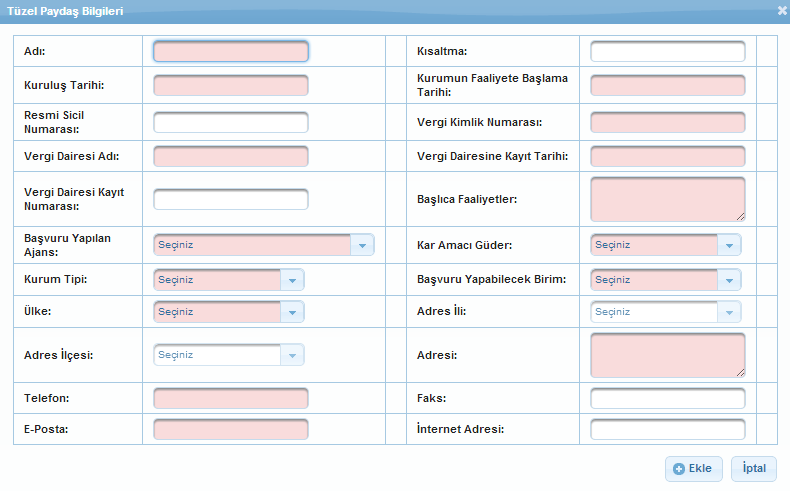 Tüzel Paydaş Bilgileri
Adı:
Kısaltma:
Kuruluş Tarihi:
Kurumun Faaliyete Başlama
Tarihi:
Resmi Sicil
Numarası:
Vergi Kimlik Numarası:
Vergi Dairesi Adı:
Vergi Dairesine Kayıt Tarihi:
Vergi Dairesi Kayıt
Numarası:
Başlıca Faaliyetler:
Başvuru Yapılan
Ajans:
Seçiniz
Kar Amacı Güder:
Seçiniz
Kurum Tipi:
Seçiniz
Başvuru Yapabilecek Birim:
Seçiniz
Ülke:
Seçiniz
Adres İli:
Seçiniz
Adres İlçesi:
Seçiniz
Adresi:
Telefon:
Faks:
E-Posta:
İnternet Adresi:
Ekle
İptal